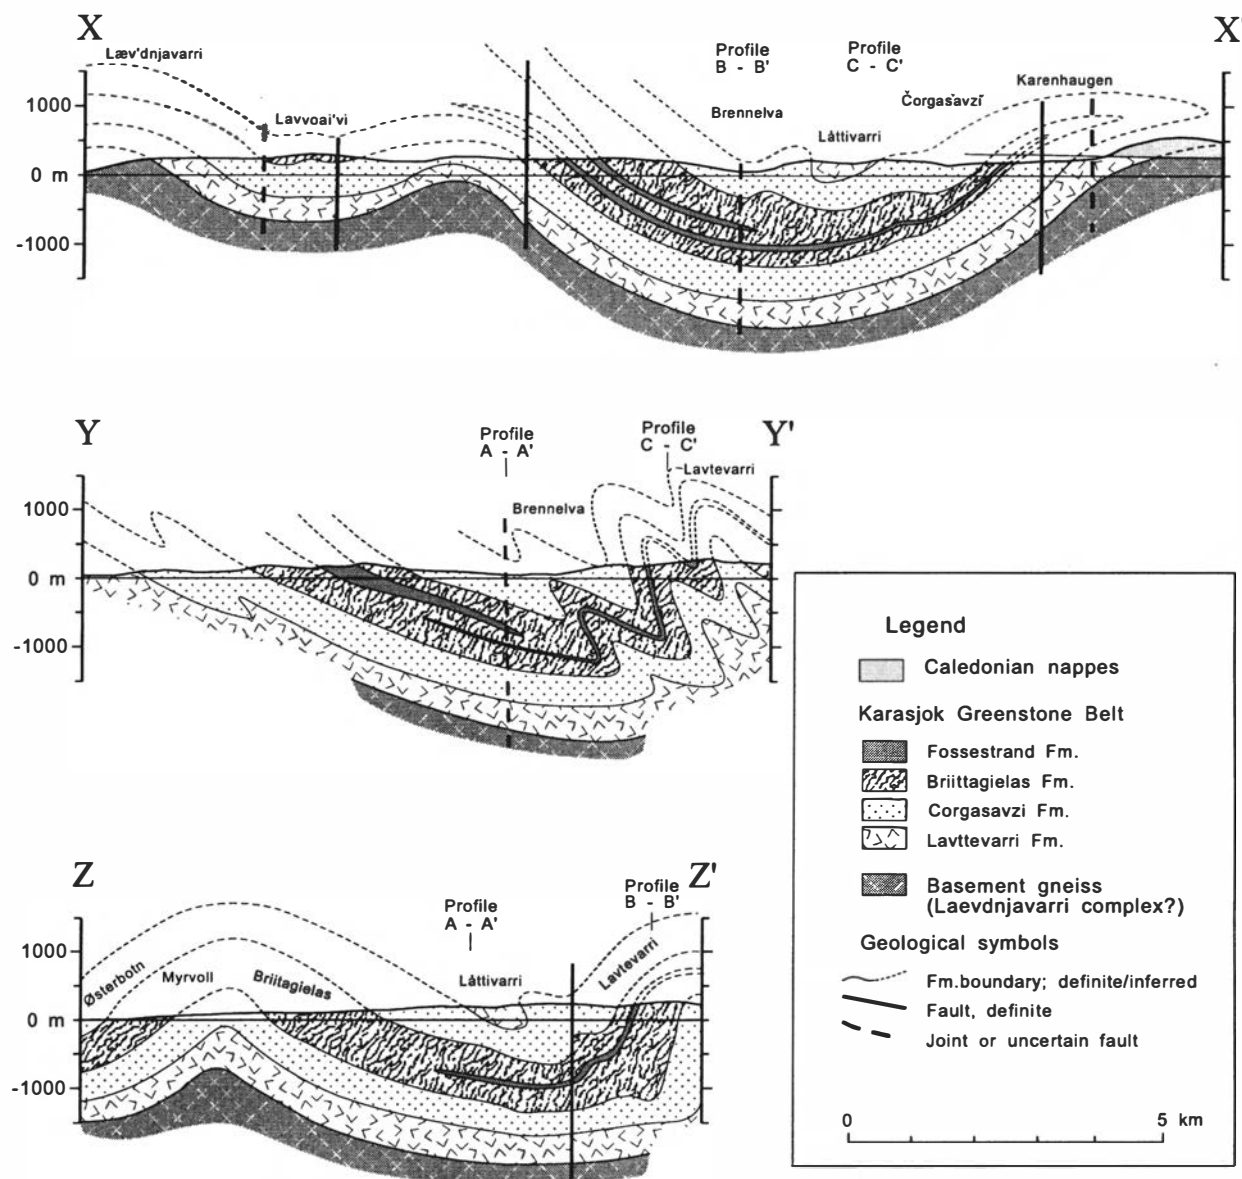 X
X'
Læv'dnjavarri
Lavvoai'vi
Profile
B - B'
Profile
C - C'
Brennelva
Låttivarri
Čorgaśavzi'
Karenhaugen
1000
0 m
-1000
Y
Y'
Profile
A - A'
Profile
C - C'
Lavtevarri
Brennelva
1000
0 m
-1000
Z
Z'
Profile
A - A'
Profile
B - B'
Østerbotn
Myrvoll
Briitagielas
Låttivarri
Lavtevarri
1000
0 m
-1000
Legend
Caledonian nappes
Karasjok Greenstone Belt
Fossestrand Fm.
Briittagielas Fm.
Corgasavzi Fm.
Lavttevarri Fm.
Basement gneiss
(Laevdnjavarri complex?)
Geological symbols
Fm.boundary; definite/inferred
Fault, definite
Joint or uncertain fault
0 5 km